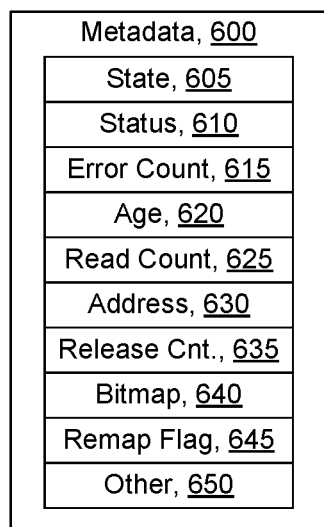 Metadata, 600
State, 605
Status, 610
Error Count, 615
Age, 620
Read Count, 625
Address, 630
Release Cnt., 635
Bitmap, 640
Remap Flag, 645
Other, 650